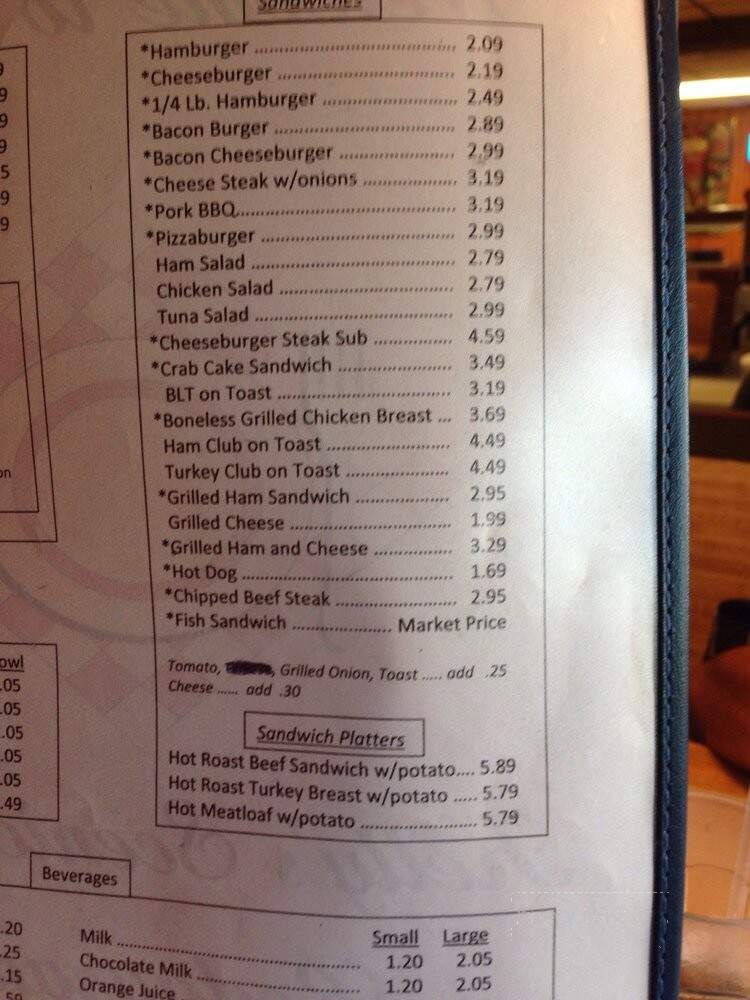 Sandwiches
*Hamburger ........ 2.09
*Cheeseburger ........ 2.19
*1/4 Lb. Hamburger ........ 2.49
*Bacon Burger ........ 2.89
*Bacon Cheeseburger ........ 2.99
*Cheese Steak w/onions ........ 3.19
*Pork BBQ........ 3.19
*Pizzaburger ........ 2.99
Ham Salad ........ 2.79
Chicken Salad ........ 2.79
Tuna Salad ........ 2.99
*Cheeseburger Steak Sub ........ 4.59
*Crab Cake Sandwich ........ 3.49
BLT on Toast ........ 3.19
*Boneless Grilled Chicken Breast ... 3.69
Ham Club on Toast ........ 4.49
Turkey Club on Toast ........ 4.49
*Grilled Ham Sandwich ........ 2.95
Grilled Cheese ........ 1.99
*Grilled Ham and Cheese ........ 3.29
*Hot Dog ........ 1.69
*Chipped Beef Steak ........ 2.95
*Fish Sandwich ........ Market Price
Tomato, , Grilled Onion, Toast ..... add .25
Cheese ...... add .30
Sandwich Platters
Hot Roast Beef Sandwich w/potato.... 5.89
Hot Roast Turkey Breast w/potato ..... 5.79
Hot Meatloaf w/potato ........ 5.79
owl
.05
.05
.05
.05
.05
.49
Beverages
Small Large
.20 Milk ........ 1.20 2.05
.25 Chocolate Milk ........ 1.20 2.05
.15 Orange Juice